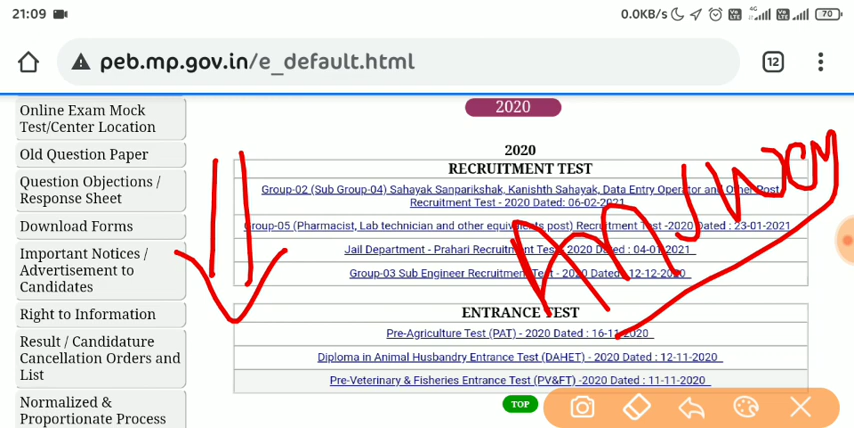 21:09
0.0KB/s 4G Vo LTE Vo LTE 70
peb.mp.gov.in/e_default.html
12
Online Exam Mock
Test/Center Location
Old Question Paper
Question Objections /
Response Sheet
Download Forms
Important Notices /
Advertisement to
Candidates
Right to Information
Result / Candidature
Cancellation Orders and
List
Normalized &
Proportionate Process
2020
2020
RECRUITMENT TEST
Group-02 (Sub Group-04) Sahayak Sanparikshak, Kanishth Sahayak, Data Entry Operator and Other Post
Recruitment Test - 2020 Dated: 06-02-2021
Group-05 (Pharmacist, Lab technician and other equivalents post) Recruitment Test -2020 Dated : 23-01-2021
Jail Department - Prahari Recruitment Test - 2020 Dated : 04-01-2021
Group-03 Sub Engineer Recruitment Test - 2020 Dated : 12-12-2020
ENTRANCE TEST
Pre-Agriculture Test (PAT) - 2020 Dated : 16-11-2020
Diploma in Animal Husbandry Entrance Test (DAHET) - 2020 Dated : 12-11-2020
Pre-Veterinary & Fisheries Entrance Test (PV&FT) -2020 Dated : 11-11-2020
TOP